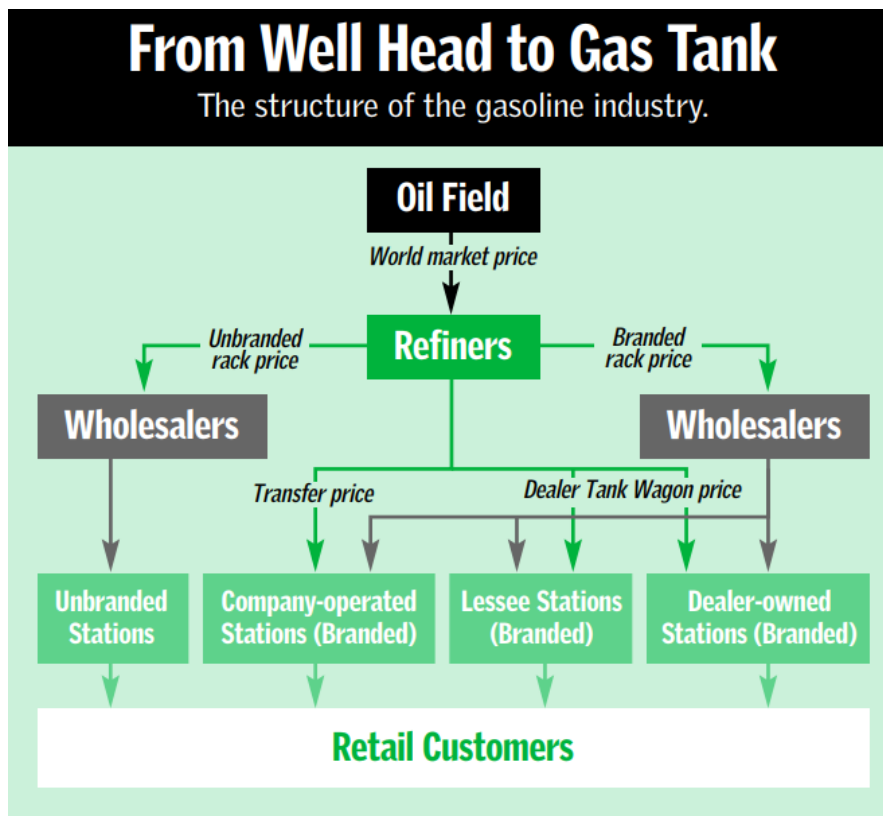 From Well Head to Gas Tank
The structure of the gasoline industry.
Oil Field
World market price
Unbranded
rack price
Refiners
Branded
rack price
Wholesalers
Wholesalers
Transfer price
Dealer Tank Wagon price
Unbranded
Stations
Company-operated
Stations (Branded)
Lessee Stations
(Branded)
Dealer-owned
Stations (Branded)
Retail Customers